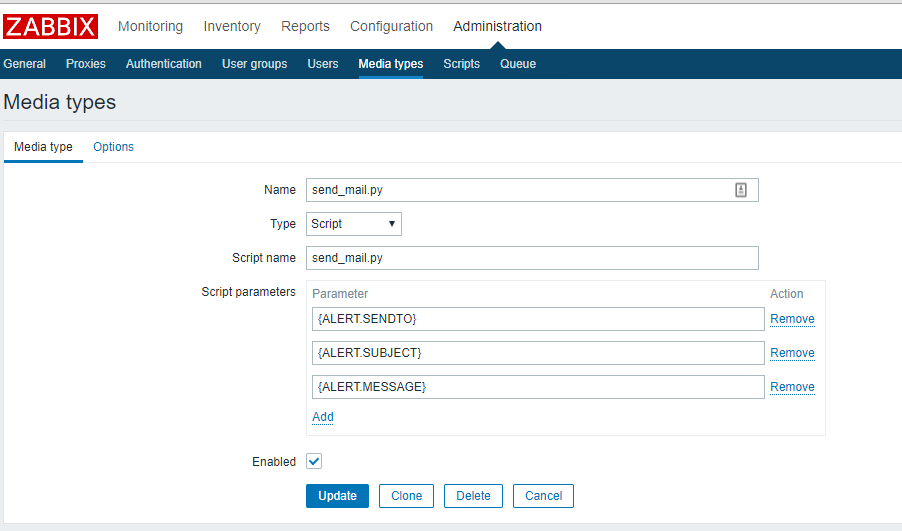 ZABBIX Monitoring Inventory Reports Configuration Administration
General Proxies Authentication User groups Users Media types Scripts Queue
Media types
Media type Options
Name send_mail.py
Type Script
Script name send_mail.py
Script parameters Parameter Action
{ALERT.SENDTO} Remove
{ALERT.SUBJECT} Remove
{ALERT.MESSAGE} Remove
Add
Enabled
Update Clone Delete Cancel